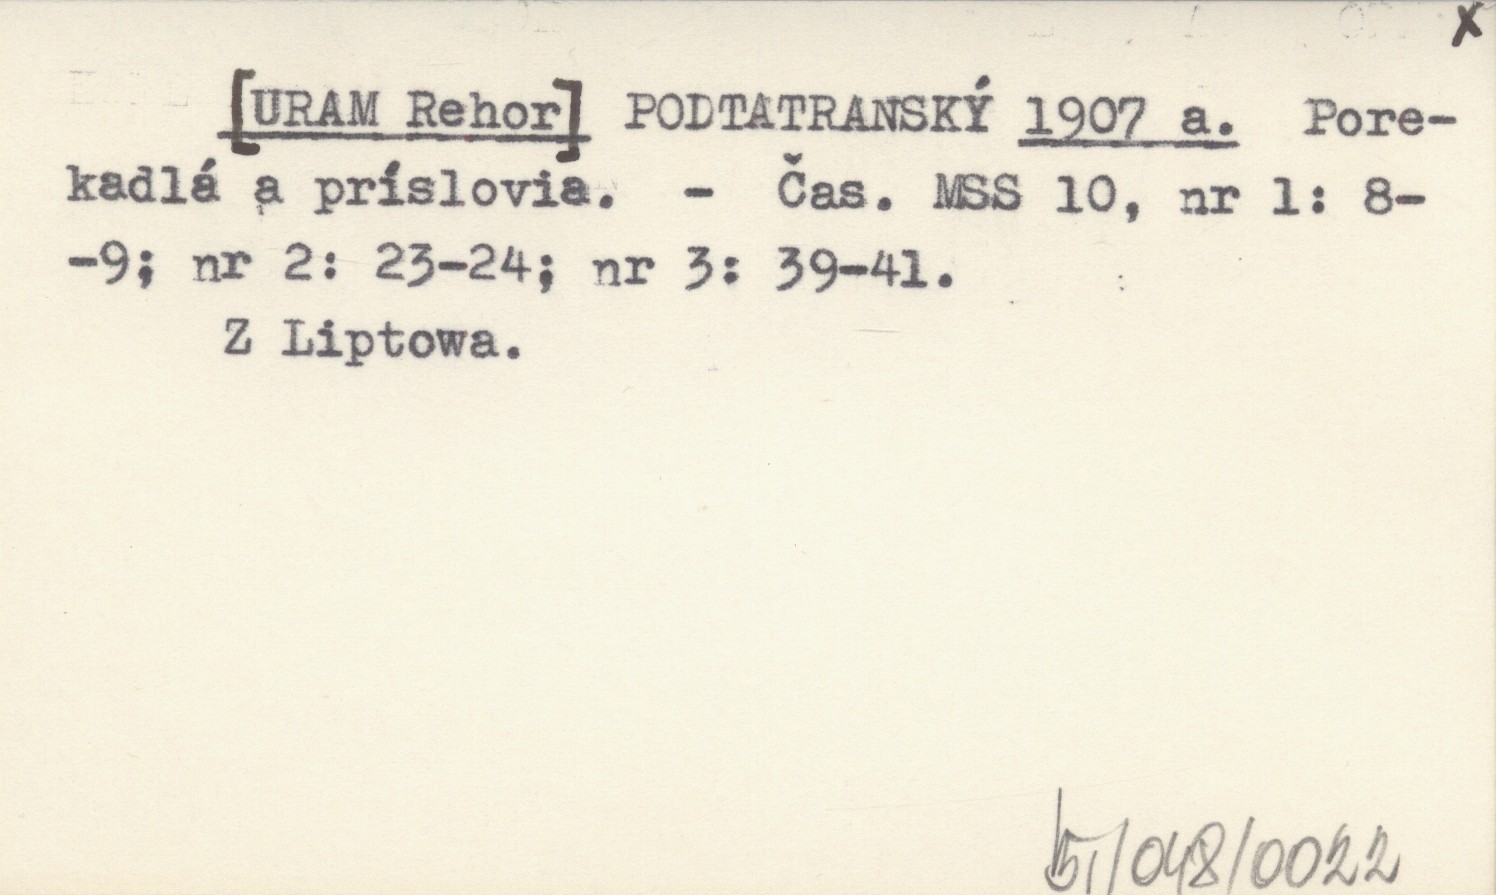 x
[URAM Rehor] PODTATRANSKÝ 1907 a. Pore-
kadlá a príslovia. - Čas. MSS 10, nr 1: 8-
-9; nr 2: 23-24; nr 3: 39-41.
Z Liptowa.
/048/0022